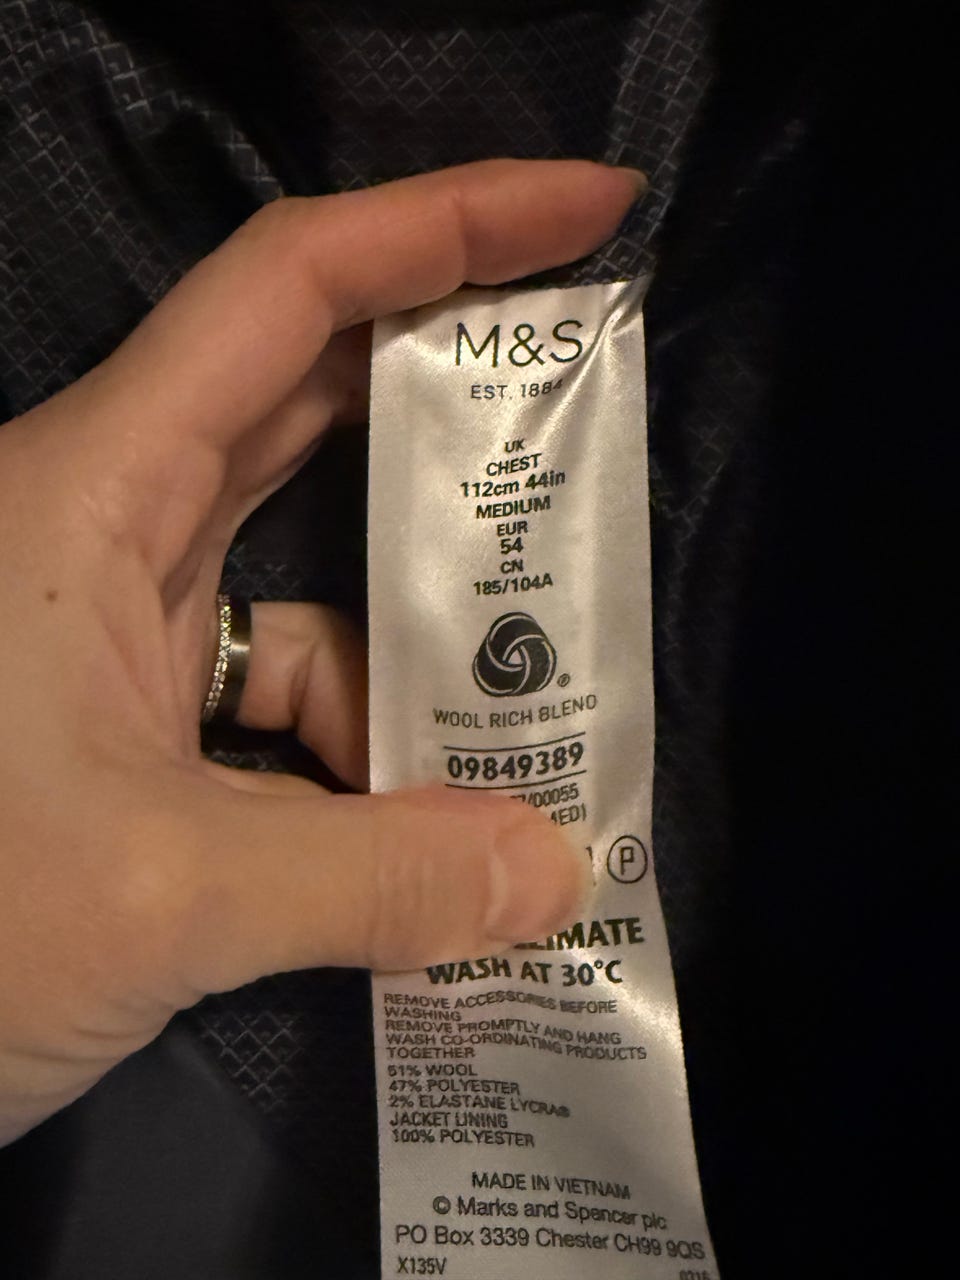 M&S
EST. 1884
UK
CHEST
112cm 44in
MEDIUM
EUR
54
CN
185/104A
®
WOOL RICH BLEND
09849389
/00055
P
WASH AT 30°C
REMOVE ACCESSORIES BEFORE
WASHING
REMOVE PROMPTLY AND HANG
WASH CO-ORDINATING PRODUCTS
TOGETHER
51% WOOL
47% POLYESTER
2% ELASTANE LYCRA®
JACKET LINING
100% POLYESTER
MADE IN VIETNAM
© Marks and Spencer plc
PO Box 3339 Chester CH99 9QS
X135V